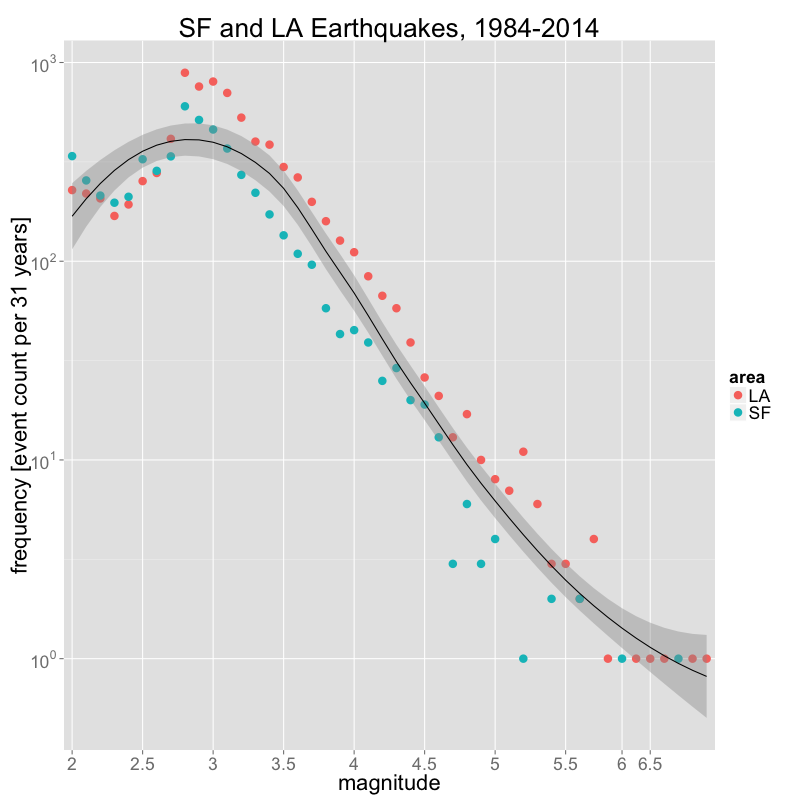 SF and LA Earthquakes, 1984-2014
frequency [event count per 31 years]
10³
10²
10¹
10⁰
2 2.5 3 3.5 4 4.5 5 5.5 6 6.5
magnitude
area
LA
SF